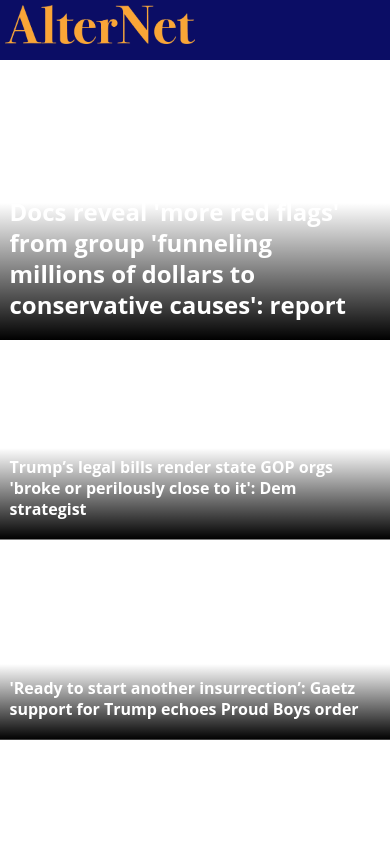 AlterNet
Docs reveal 'more red flags'
from group 'funneling
millions of dollars to
conservative causes': report
Trump’s legal bills render state GOP orgs
'broke or perilously close to it': Dem
strategist
'Ready to start another insurrection’: Gaetz
support for Trump echoes Proud Boys order